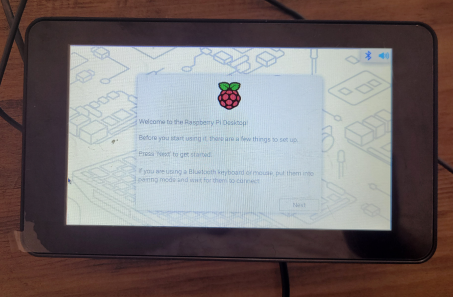 Welcome to the Raspberry Pi Desktop!
Before you start using it, there are a few things to set up.
Press 'Next' to get started.
If you are using a Bluetooth keyboard or mouse, put them into
pairing mode and wait for them to connect.
Next